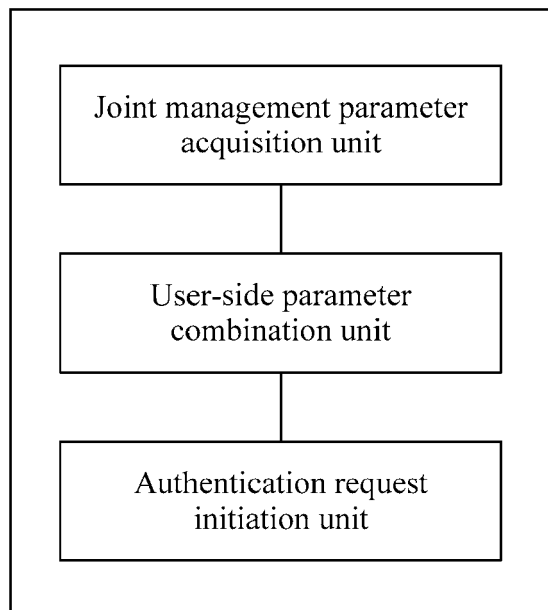 Joint management parameter
acquisition unit
User-side parameter
combination unit
Authentication request
initiation unit